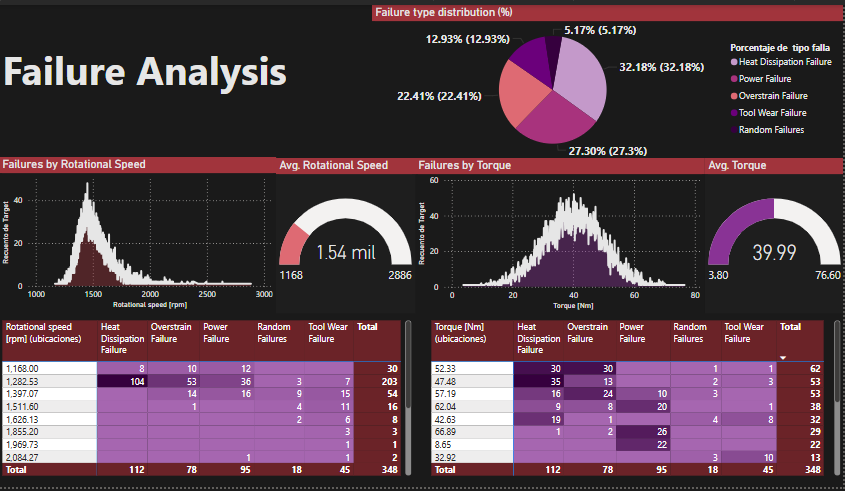 Failure type distribution (%)
Failure Analysis
5.17% (5.17%)
12.93% (12.93%)
32.18% (32.18%)
22.41% (22.41%)
27.30% (27.3%)
Porcentaje de tipo falla
Heat Dissipation Failure
Power Failure
Overstrain Failure
Tool Wear Failure
Random Failures
Failures by Rotational Speed
Recuento de Target
40
20
0
1000 1500 2000 2500 3000
Rotational speed [rpm]
Avg. Rotational Speed
1.54 mil
1168 2886
Failures by Torque
Recuento de Target
60
40
20
0
0 20 40 60 80
Torque [Nm]
Avg. Torque
39.99
3.80 76.60
Rotational speed [rpm] (ubicaciones) Heat Dissipation Failure Overstrain Failure Power Failure Random Failures Tool Wear Failure Total
1,168.00 8 10 12 30
1,282.53 104 53 36 3 7 203
1,397.07 14 16 9 15 54
1,511.60 1 4 11 16
1,626.13 2 6 8
1,855.20 3 3
1,969.73 1 1
2,084.27 1 1 2
Total 112 78 95 18 45 348
Torque [Nm] (ubicaciones) Heat Dissipation Failure Overstrain Failure Power Failure Random Failures Tool Wear Failure Total
52.33 30 30 1 1 62
47.48 35 13 2 3 53
57.19 16 24 10 3 53
62.04 9 8 20 1 38
42.63 19 1 4 8 32
66.89 1 2 26 29
8.65 22 22
32.92 3 10 13
Total 112 78 95 18 45 348